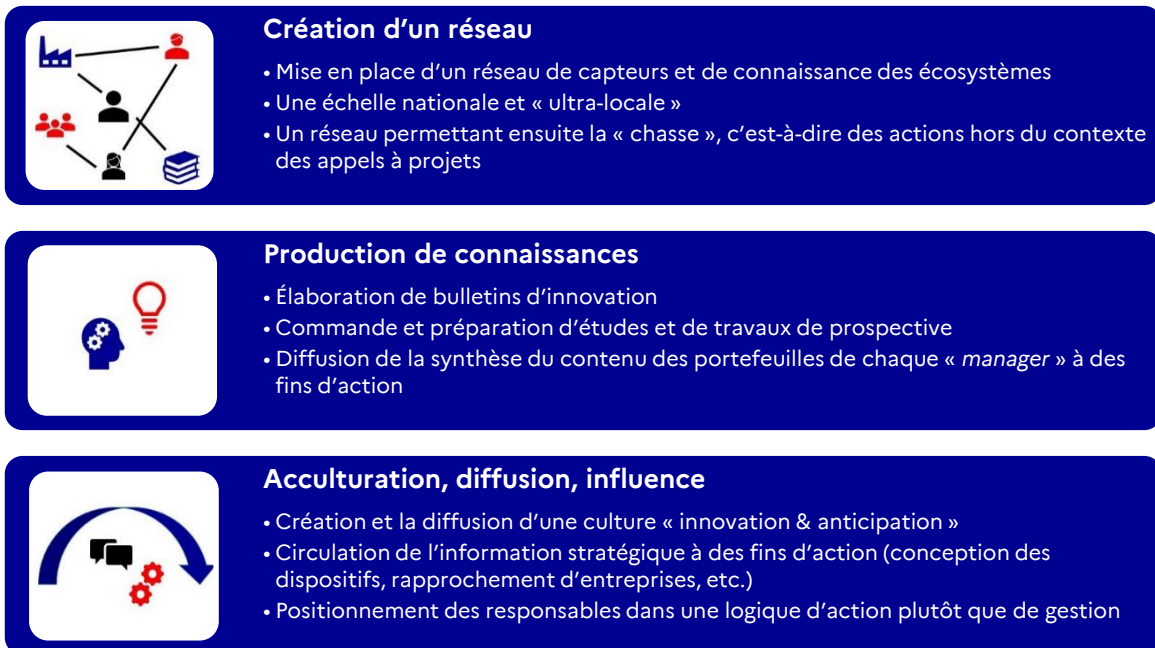 Création d’un réseau
• Mise en place d’un réseau de capteurs et de connaissance des écosystèmes
• Une échelle nationale et « ultra-locale »
• Un réseau permettant ensuite la « chasse », c’est-à-dire des actions hors du contexte
des appels à projets
Production de connaissances
• Élaboration de bulletins d’innovation
• Commande et préparation d’études et de travaux de prospective
• Diffusion de la synthèse du contenu des portefeuilles de chaque « manager » à des
fins d’action
Acculturation, diffusion, influence
• Création et la diffusion d’une culture « innovation & anticipation »
• Circulation de l’information stratégique à des fins d’action (conception des
dispositifs, rapprochement d’entreprises, etc.)
• Positionnement des responsables dans une logique d’action plutôt que de gestion